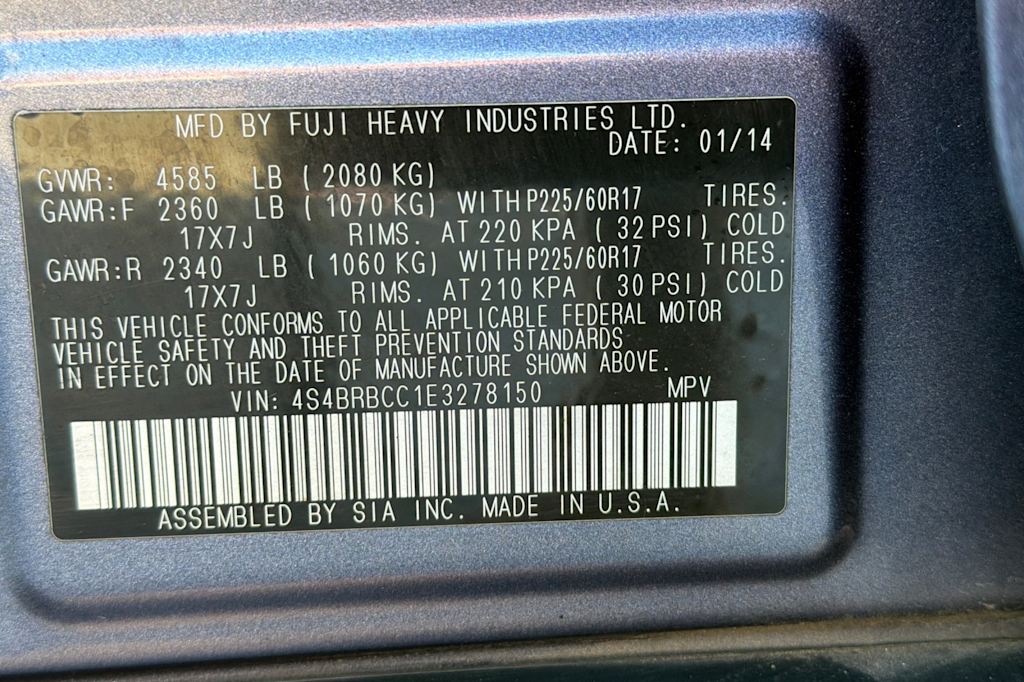 MFD BY FUJI HEAVY INDUSTRIES LTD.
DATE: 01/14
GVWR: 4585 LB ( 2080 KG)
GAWR:F 2360 LB ( 1070 KG) WITH P225/60R17 TIRES.
17X7J RIMS. AT 220 KPA ( 32 PSI) COLD
GAWR:R 2340 LB ( 1060 KG) WITH P225/60R17 TIRES.
17X7J RIMS. AT 210 KPA ( 30 PSI) COLD
THIS VEHICLE CONFORMS TO ALL APPLICABLE FEDERAL MOTOR
VEHICLE SAFETY AND THEFT PREVENTION STANDARDS
IN EFFECT ON THE DATE OF MANUFACTURE SHOWN ABOVE.
VIN: 4S4BRBCC1E3278150 MPV
ASSEMBLED BY SIA INC. MADE IN U.S.A.